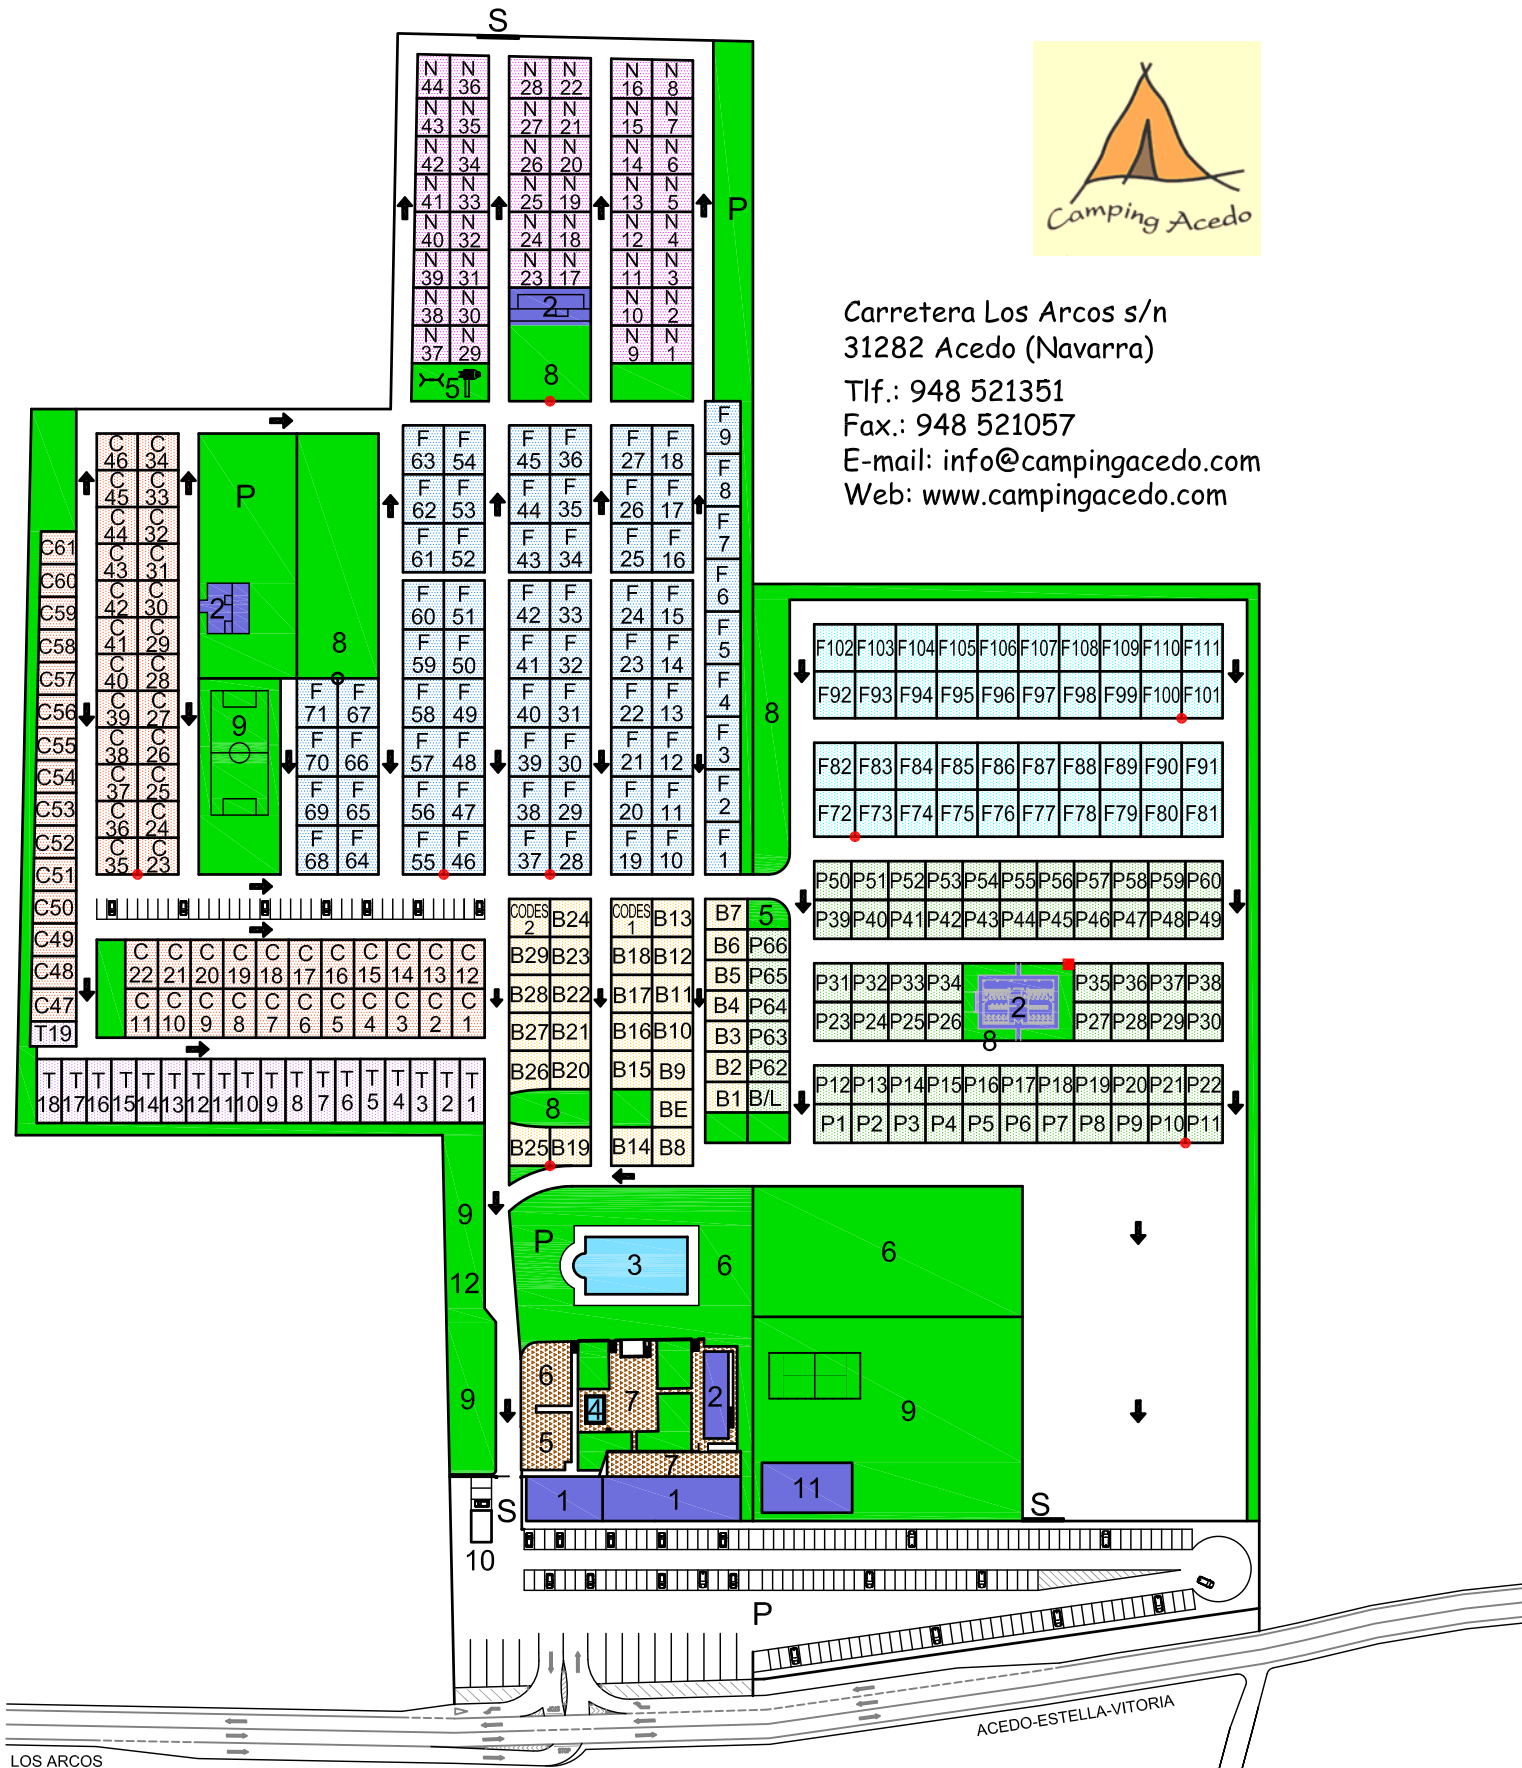 S
N 44 N 36 N 28 N 22 N 16 N 8
N 43 N 35 N 27 N 21 N 15 N 7
N 42 N 34 N 26 N 20 N 14 N 6
N 41 N 33 N 25 N 19 N 13 N 5 P
N 40 N 32 N 24 N 18 N 12 N 4
N 39 N 31 N 23 N 17 N 11 N 3
N 38 N 30 2 N 10 N 2
N 37 N 29 N 9 N 1
5 8
Camping Acedo
Carretera Los Arcos s/n
31282 Acedo (Navarra)
Tlf.: 948 521351
Fax.: 948 521057
E-mail: info@campingacedo.com
Web: www.campingacedo.com
F 9
F 8
F 7
F 6
F 5
F 4
F 3
F 2
F 1
F 63 F 54 F 45 F 36 F 27 F 18
F 62 F 53 F 44 F 35 F 26 F 17
F 61 F 52 F 43 F 34 F 25 F 16
F 60 F 51 F 42 F 33 F 24 F 15
F 59 F 50 F 41 F 32 F 23 F 14
F 58 F 49 F 40 F 31 F 22 F 13
F 57 F 48 F 39 F 30 F 21 F 12
F 56 F 47 F 38 F 29 F 20 F 11
F 55 F 46 F 37 F 28 F 19 F 10
C 46 C 34
C 45 C 33
C 44 C 32
C 43 C 31
C 42 C 30
C 41 C 29
C 40 C 28
C 39 C 27
C 38 C 26
C 37 C 25
C 36 C 24
C 35 C 23
P
2
8
9
F 71 F 67
F 70 F 66
F 69 F 65
F 68 F 64
C61
C60
C59
C58
C57
C56
C55
C54
C53
C52
C51
C50
C49
C48
C47
T19
C 22 C 21 C 20 C 19 C 18 C 17 C 16 C 15 C 14 C 13 C 12
C 11 C 10 C 9 C 8 C 7 C 6 C 5 C 4 C 3 C 2 C 1
T 18 T 17 T 16 T 15 T 14 T 13 T 12 T 11 T 10 T 9 T 8 T 7 T 6 T 5 T 4 T 3 T 2 T 1
CODES 2 B24 CODES 1 B13
B29 B23 B18 B12
B28 B22 B17 B11
B27 B21 B16 B10
B26 B20 B15 B9
8 BE
B25 B19 B14 B8
B7 5
B6 P66
B5 P65
B4 P64
B3 P63
B2 P62
B1 B/L
8
F102 F103 F104 F105 F106 F107 F108 F109 F110 F111
F92 F93 F94 F95 F96 F97 F98 F99 F100 F101
F82 F83 F84 F85 F86 F87 F88 F89 F90 F91
F72 F73 F74 F75 F76 F77 F78 F79 F80 F81
P50 P51 P52 P53 P54 P55 P56 P57 P58 P59 P60
P39 P40 P41 P42 P43 P44 P45 P46 P47 P48 P49
P31 P32 P33 P34 P35 P36 P37 P38
2
P23 P24 P25 P26 P27 P28 P29 P30
8
P12 P13 P14 P15 P16 P17 P18 P19 P20 P21 P22
P1 P2 P3 P4 P5 P6 P7 P8 P9 P10 P11
9
P 3 6 6
12
6 4 7 2
9 9
5 7
1 1 11
S S
10
P
ACEDO-ESTELLA-VITORIA
LOS ARCOS